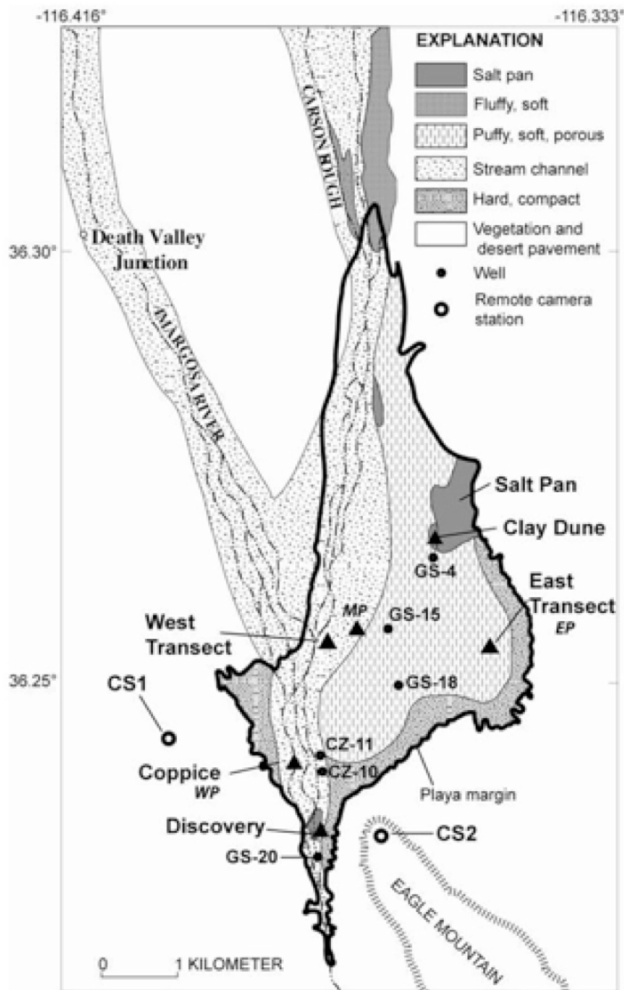 -116.416°
-116.333°
EXPLANATION
Salt pan
Fluffy, soft
Puffy, soft, porous
Stream channel
Hard, compact
Vegetation and
desert pavement
Well
Remote camera
station
CARSON
36.30°
Death Valley
Junction
AMARGOSA RIVER
Salt Pan
Clay Dune
GS-4
East
Transect
EP
MP
GS-15
West
Transect
GS-18
36.25°
CS1
CZ-11
CZ-10
Coppice
WP
Playa margin
Discovery
CS2
GS-20
EAGLE MOUNTAIN
0 1 KILOMETER